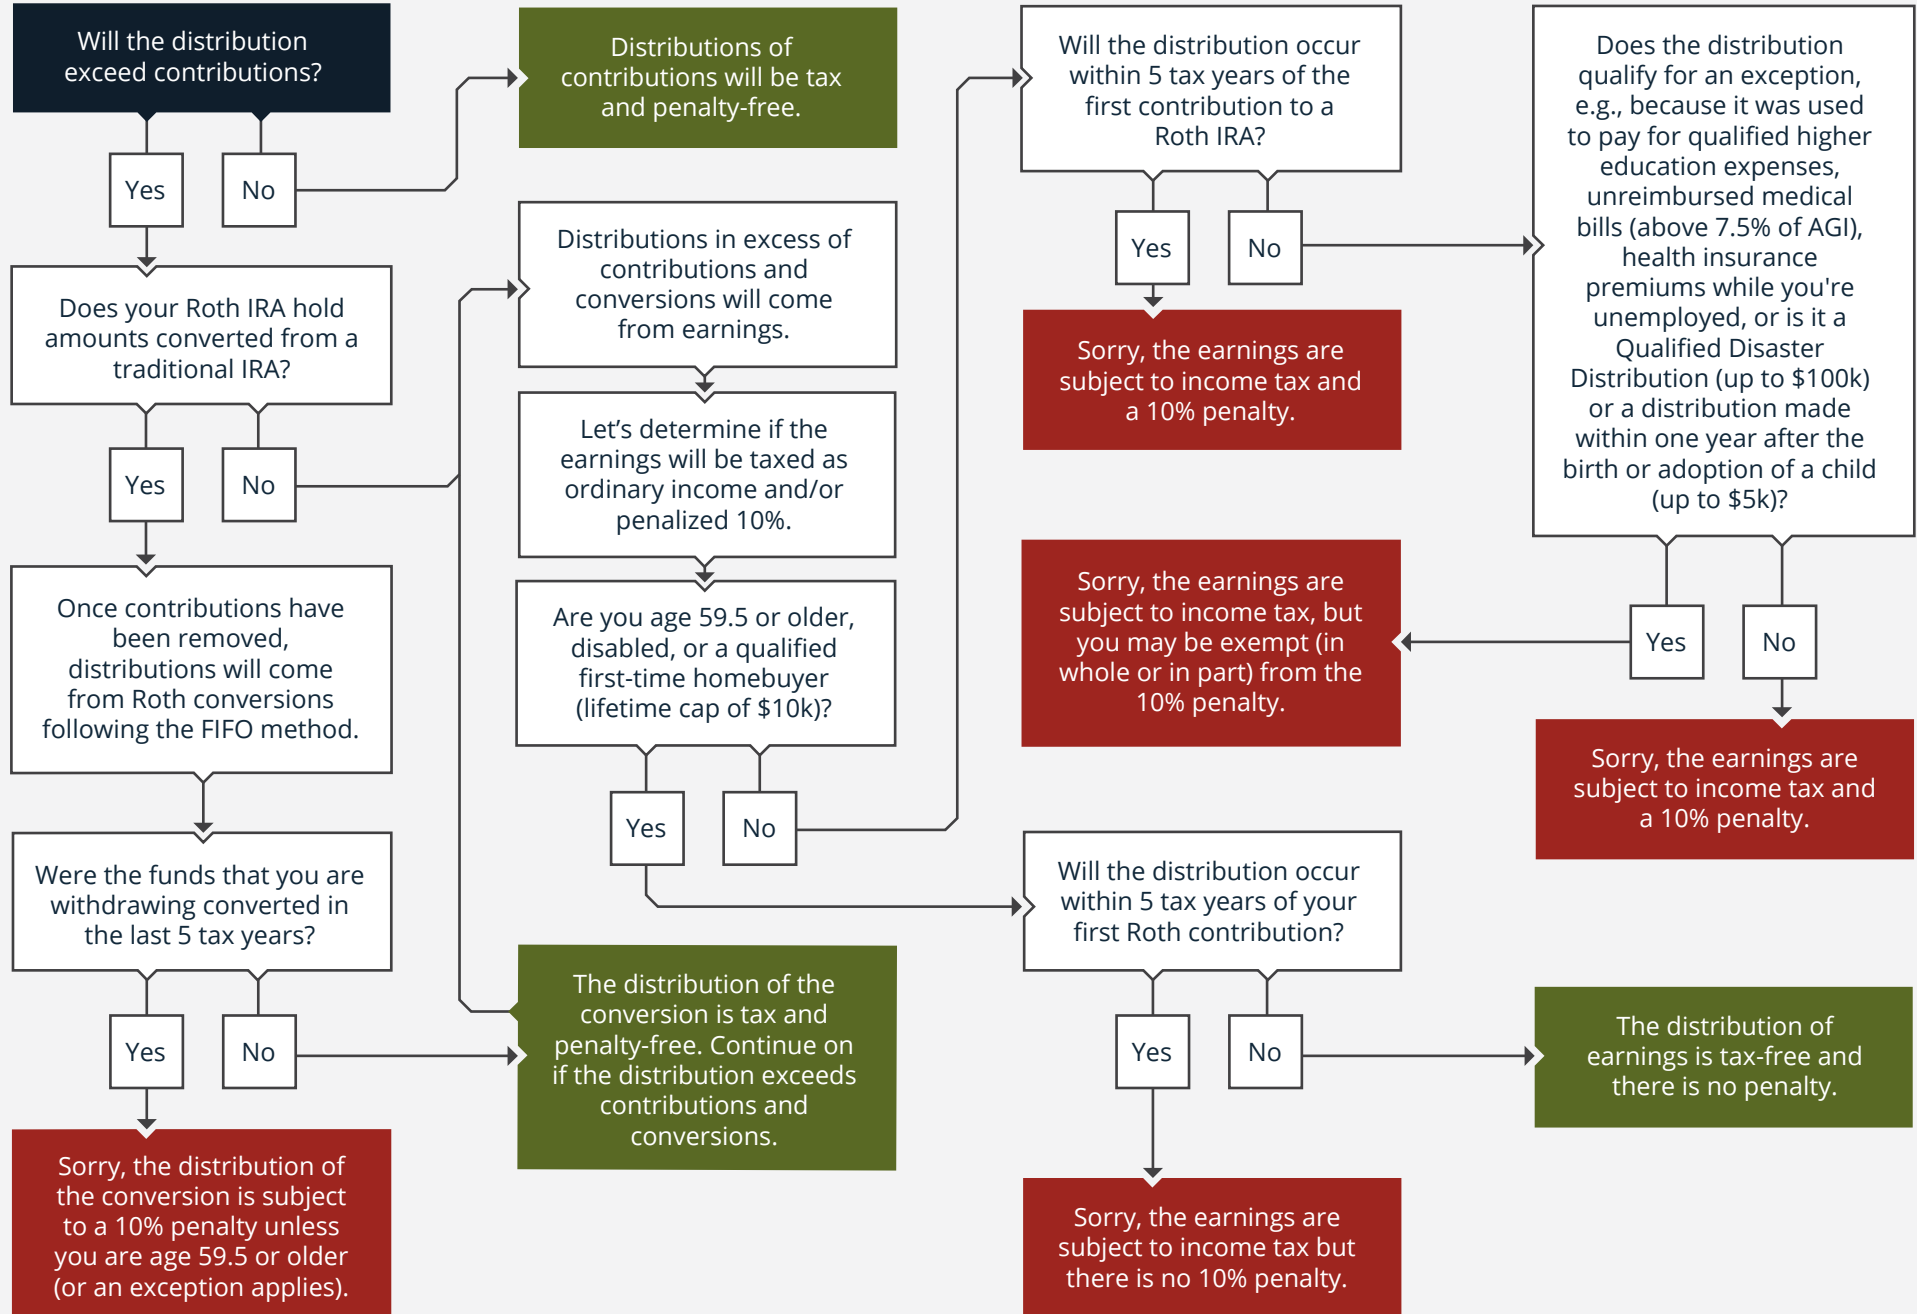 Will the distribution
exceed contributions?
Yes
No
Distributions of
contributions will be tax
and penalty-free.
Does your Roth IRA hold
amounts converted from a
traditional IRA?
Yes
No
Once contributions have
been removed,
distributions will come
from Roth conversions
following the FIFO method.
Were the funds that you are
withdrawing converted in
the last 5 tax years?
Yes
No
Sorry, the distribution of
the conversion is subject
to a 10% penalty unless
you are age 59.5 or older
(or an exception applies).
The distribution of the
conversion is tax and
penalty-free. Continue on
if the distribution exceeds
contributions and
conversions.
Distributions in excess of
contributions and
conversions will come
from earnings.
Let’s determine if the
earnings will be taxed as
ordinary income and/or
penalized 10%.
Are you age 59.5 or older,
disabled, or a qualified
first-time homebuyer
(lifetime cap of $10k)?
Yes
No
Will the distribution occur
within 5 tax years of the
first contribution to a
Roth IRA?
Yes
No
Sorry, the earnings are
subject to income tax and
a 10% penalty.
Does the distribution
qualify for an exception,
e.g., because it was used
to pay for qualified higher
education expenses,
unreimbursed medical
bills (above 7.5% of AGI),
health insurance
premiums while you're
unemployed, or is it a
Qualified Disaster
Distribution (up to $100k)
or a distribution made
within one year after the
birth or adoption of a child
(up to $5k)?
Yes
No
Sorry, the earnings are
subject to income tax, but
you may be exempt (in
whole or in part) from the
10% penalty.
Sorry, the earnings are
subject to income tax and
a 10% penalty.
Will the distribution occur
within 5 tax years of your
first Roth contribution?
Yes
No
The distribution of
earnings is tax-free and
there is no penalty.
Sorry, the earnings are
subject to income tax but
there is no 10% penalty.